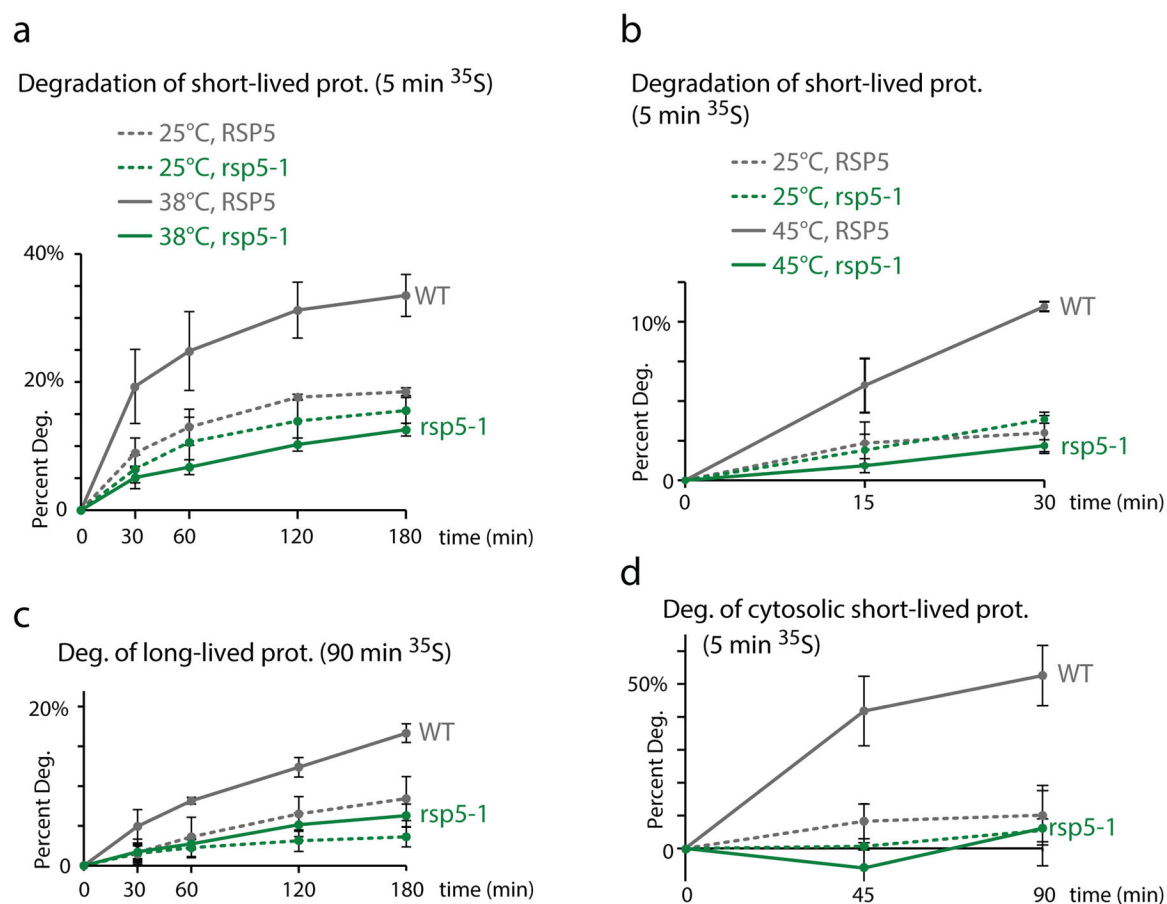 a
Degradation of short-lived prot. (5 min ³⁵S)
25°C, RSP5
25°C, rsp5-1
38°C, RSP5
38°C, rsp5-1
40%
20%
0
Percent Deg.
WT
rsp5-1
0 30 60 120 180 time (min)
b
Degradation of short-lived prot.
(5 min ³⁵S)
25°C, RSP5
25°C, rsp5-1
45°C, RSP5
45°C, rsp5-1
10%
0
Percent Deg.
WT
rsp5-1
0 15 30 time (min)
c
Deg. of long-lived prot. (90 min ³⁵S)
20%
0
Percent Deg.
WT
rsp5-1
0 30 60 120 180 time (min)
d
Deg. of cytosolic short-lived prot.
(5 min ³⁵S)
50%
0
Percent Deg.
WT
rsp5-1
0 45 90 time (min)